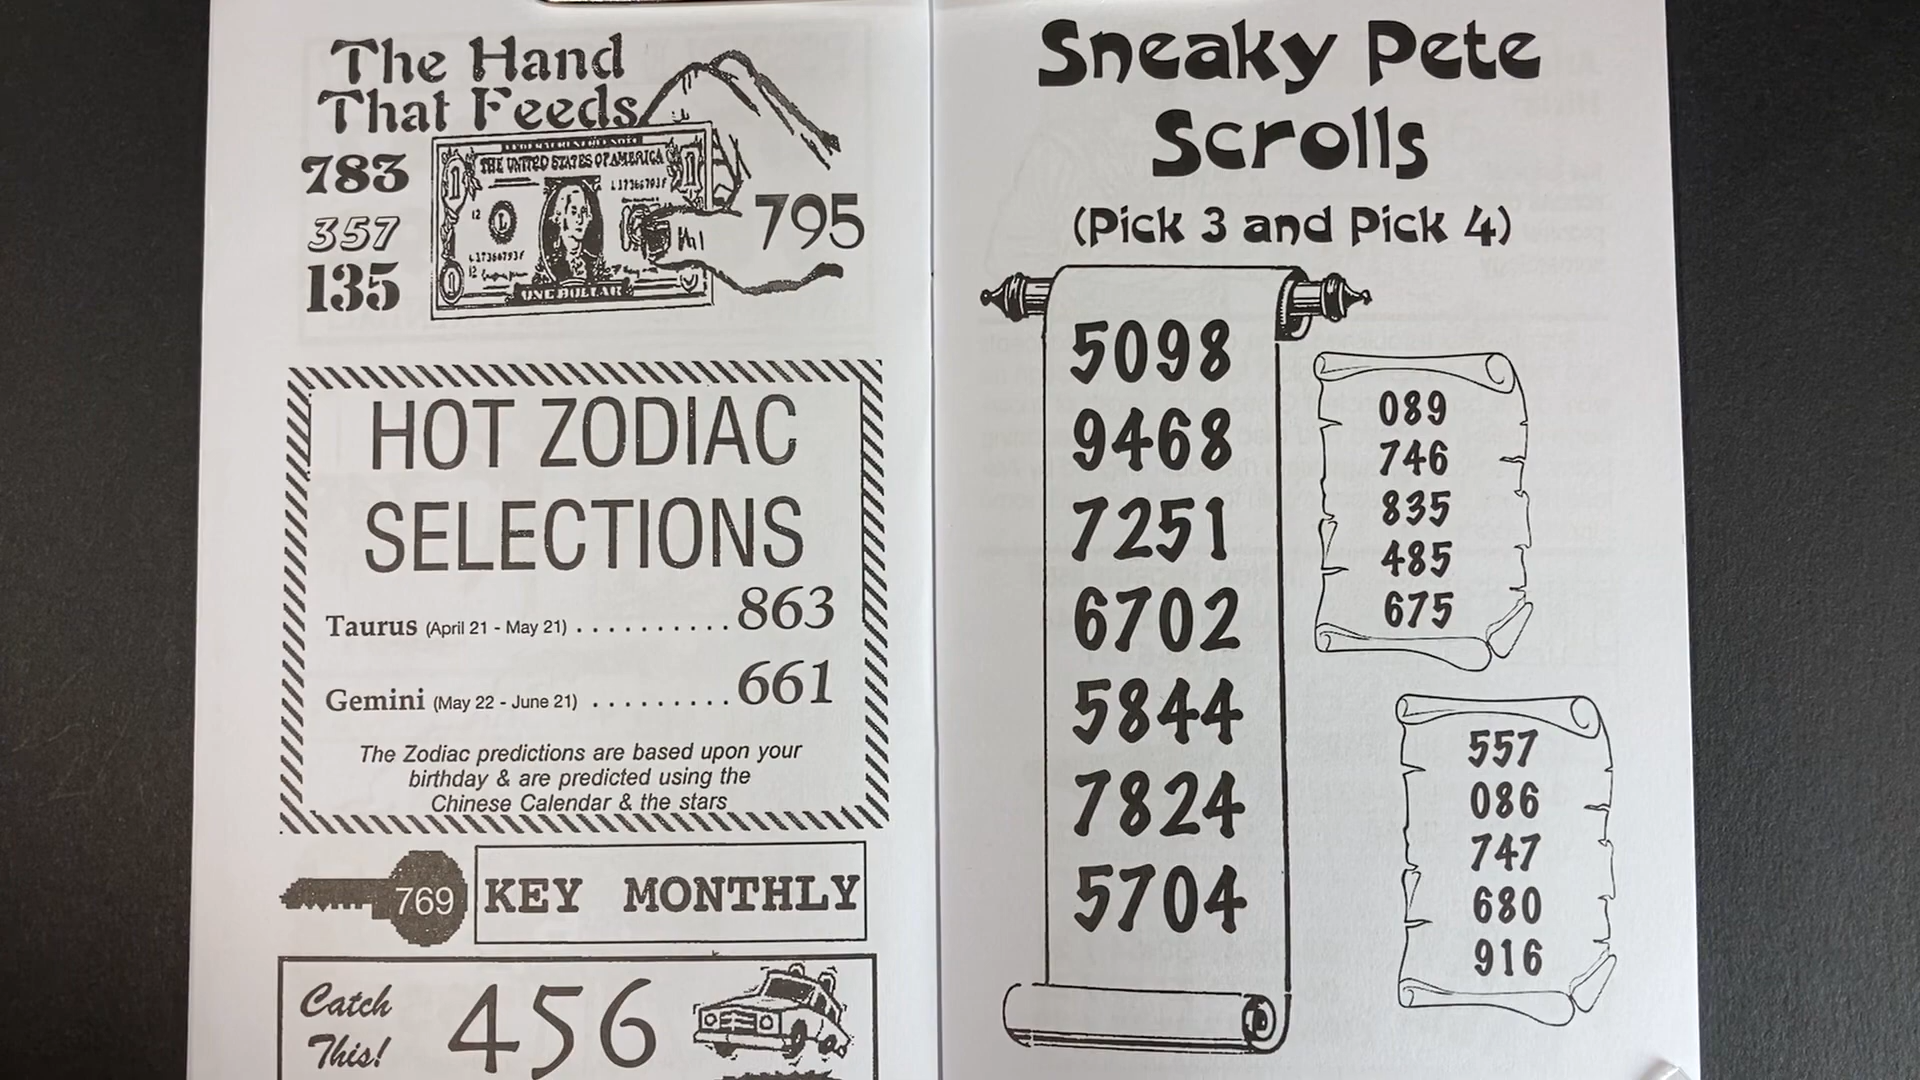 The Hand
That Feeds
783
357
135
THE UNITED STATES OF AMERICA
L37366793F
12
L37366793F
12
ONE DOLLAR
795
HOT ZODIAC
SELECTIONS
Taurus (April 21 - May 21) . . . . . . . . . . 863
Gemini (May 22 - June 21) . . . . . . . . . 661
The Zodiac predictions are based upon your
birthday & are predicted using the
Chinese Calendar & the stars
769
KEY MONTHLY
Catch
This!
456
Sneaky Pete
Scrolls
(Pick 3 and Pick 4)
5098
9468
7251
6702
5844
7824
5704
089
746
835
485
675
557
086
747
680
916